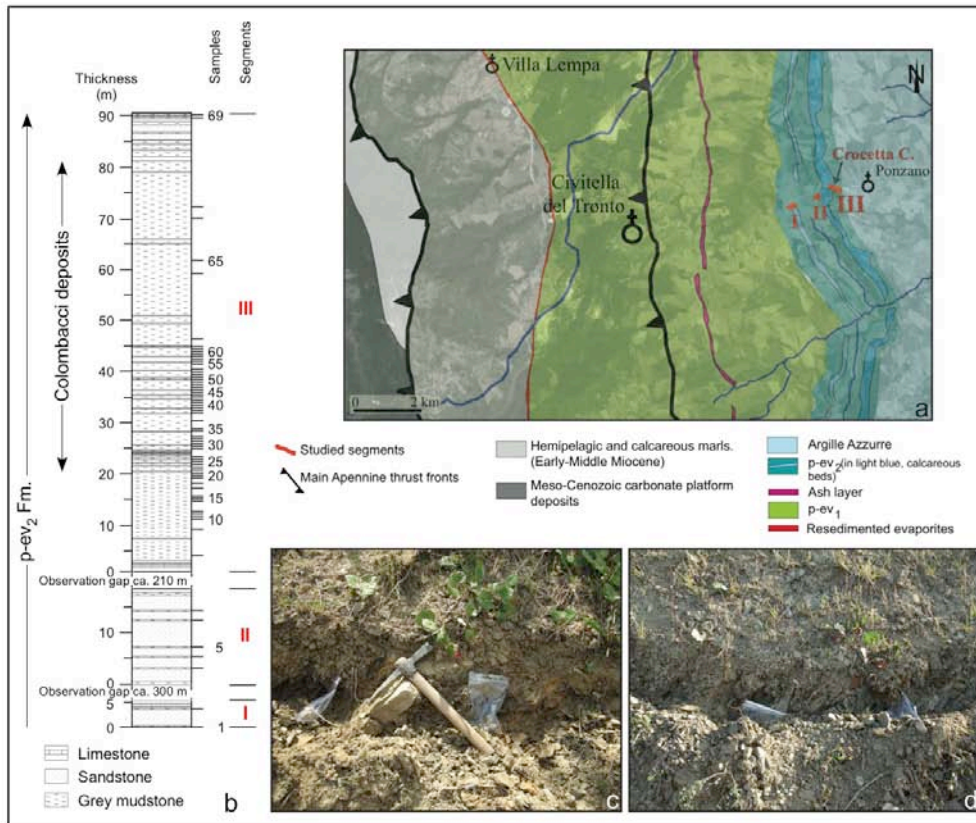 Thickness
(m)
Samples
Segments
90
80
70
60
50
40
30
20
10
0
69
65
60
55
50
45
40
35
30
25
20
15
10
III
p-ev2 Fm.
Colombacci deposits
Observation gap ca. 210 m
10
0
5
II
Observation gap ca. 300 m
5
0
1
I
Limestone
Sandstone
Grey mudstone
b
Villa Lempa
N
Crocetta C.
Ponzano
Civitella
del Tronto
I
II
III
0 2 km
a
Studied segments
Main Apennine thrust fronts
Hemipelagic and calcareous marls.
(Early-Middle Miocene)
Meso-Cenozoic carbonate platform
deposits
Argille Azzurre
p-ev2 (in light blue, calcareous
beds)
Ash layer
p-ev1
Resedimented evaporites
c
d